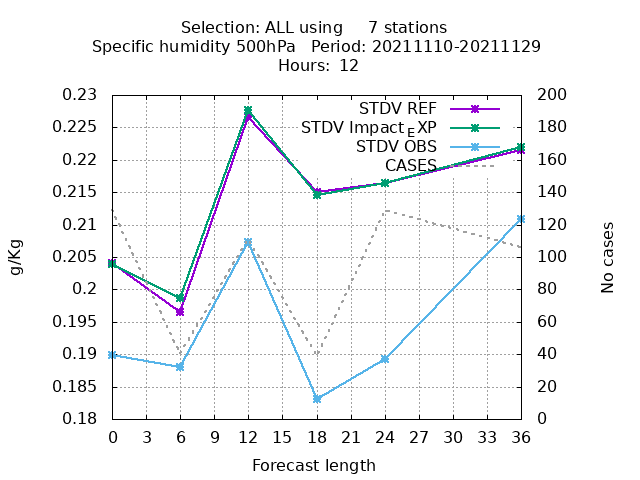 Selection: ALL using 7 stations
Specific humidity 500hPa Period: 20211110-20211129
Hours: 12
0.23
0.225
0.22
0.215
0.21
0.205
0.2
0.195
0.19
0.185
0.18
g/Kg
STDV REF
STDV Impact_EXP
STDV OBS
CASES
200
180
160
140
120
100
80
60
40
20
0
No cases
0 3 6 9 12 15 18 21 24 27 30 33 36
Forecast length